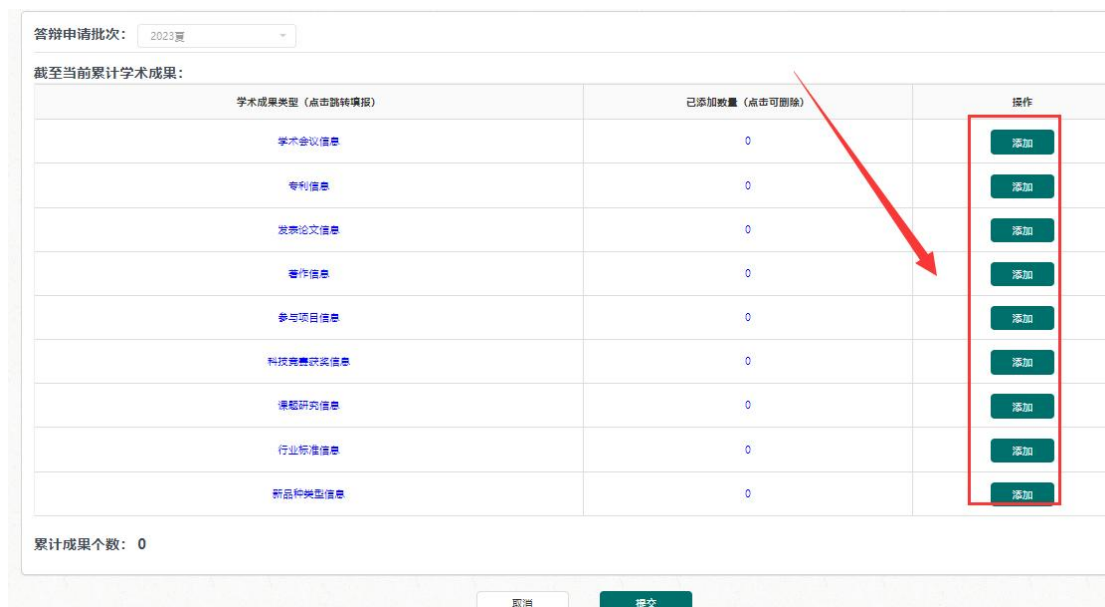 答辩申请批次： 2023夏
截至当前累计学术成果：
学术成果类型（点击跳转填报） 已添加数量（点击可删除） 操作
学术会议信息 0 添加
专利信息 0 添加
发表论文信息 0 添加
著作信息 0 添加
参与项目信息 0 添加
科技竞赛获奖信息 0 添加
课题研究信息 0 添加
行业标准信息 0 添加
新品种类型信息 0 添加
累计成果个数： 0
取消 提交